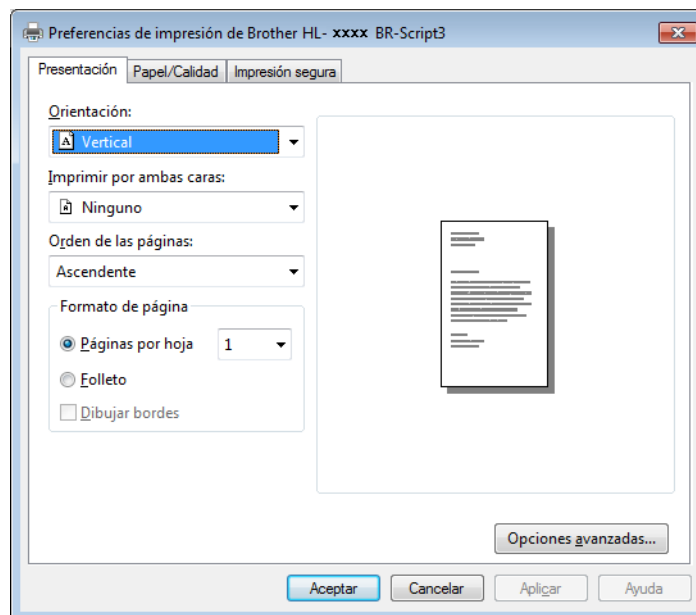 Preferencias de impresión de Brother HL- xxxx BR-Script3
Presentación Papel/Calidad Impresión segura
Orientación:
Vertical
Imprimir por ambas caras:
Ninguno
Orden de las páginas:
Ascendente
Formato de página
Páginas por hoja 1
Folleto
Dibujar bordes
Opciones avanzadas...
Aceptar Cancelar Aplicar Ayuda